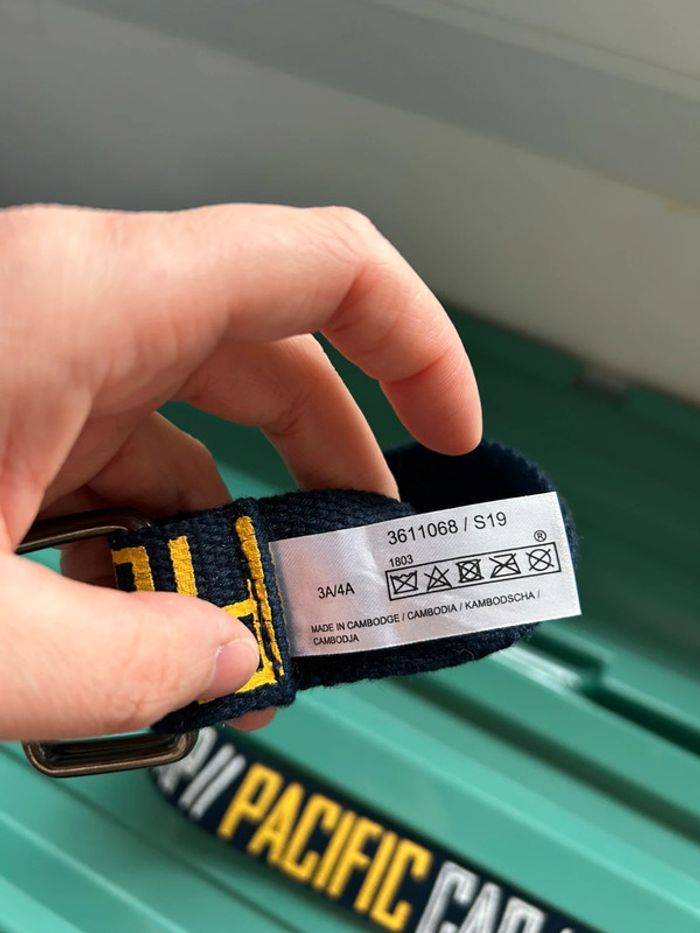 3611068 / S19
®
1803
3A/4A
MADE IN CAMBODGE / CAMBODIA / KAMBODSCHA /
CAMBODJA
// PACIFIC